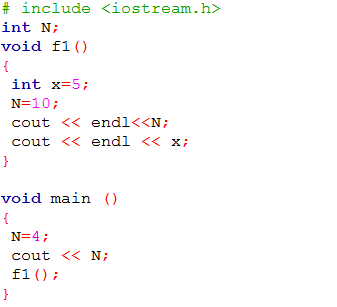 # include <iostream.h>
int N;
void f1()
{
int x=5;
N=10;
cout << endl<<N;
cout << endl << x;
}
void main ()
{
N=4;
cout << N;
f1();
}